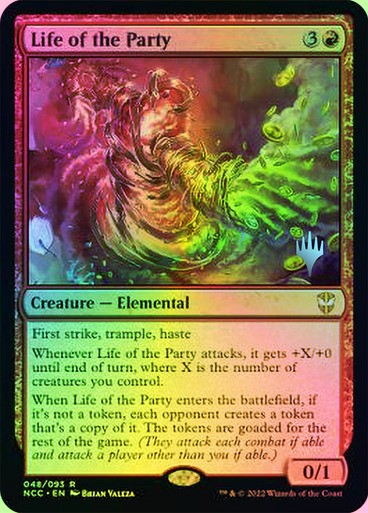 Life of the Party 3
Creature — Elemental
First strike, trample, haste
Whenever Life of the Party attacks, it gets +X/+0
until end of turn, where X is the number of
creatures you control.
When Life of the Party enters the battlefield, if
it's not a token, each opponent creates a token
that's a copy of it. The tokens are goaded for the
rest of the game. (They attack each combat if able
and attack a player other than you if able.)
0/1
048/093 R
NCC • EN BRIAN VALEZA
™ & © 2022 Wizards of the Coast